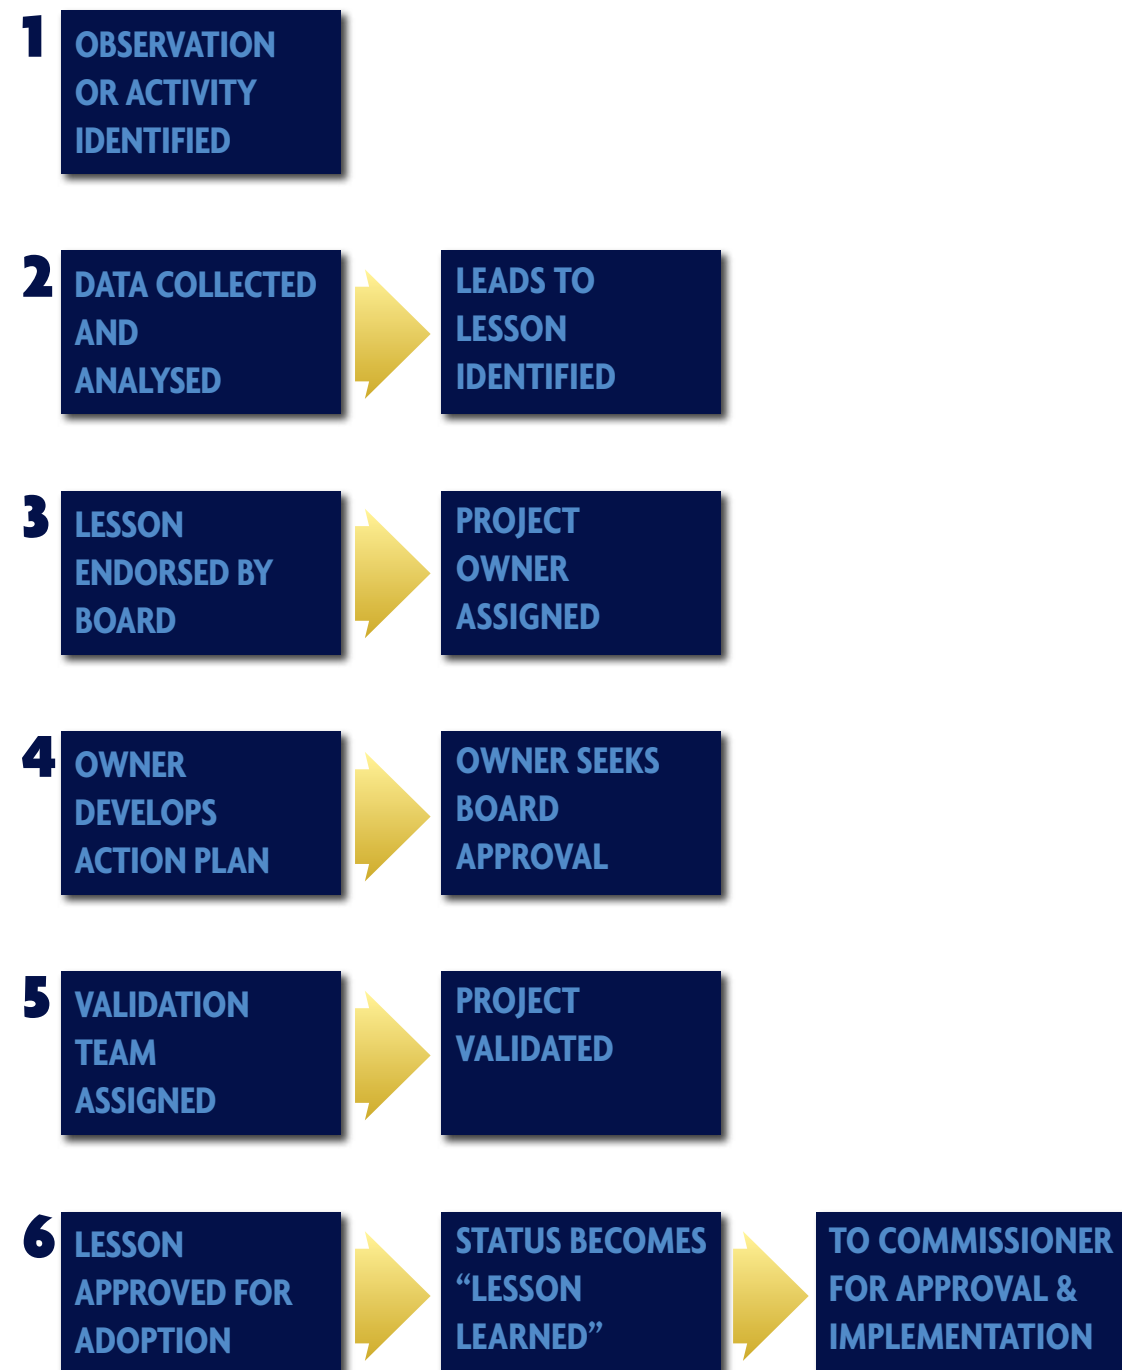 1
OBSERVATION
OR ACTIVITY
IDENTIFIED
2
DATA COLLECTED
AND
ANALYSED
LEADS TO
LESSON
IDENTIFIED
3
LESSON
ENDORSED BY
BOARD
PROJECT
OWNER
ASSIGNED
4
OWNER
DEVELOPS
ACTION PLAN
OWNER SEEKS
BOARD
APPROVAL
5
VALIDATION
TEAM
ASSIGNED
PROJECT
VALIDATED
6
LESSON
APPROVED FOR
ADOPTION
STATUS BECOMES
“LESSON
LEARNED”
TO COMMISSIONER
FOR APPROVAL &
IMPLEMENTATION